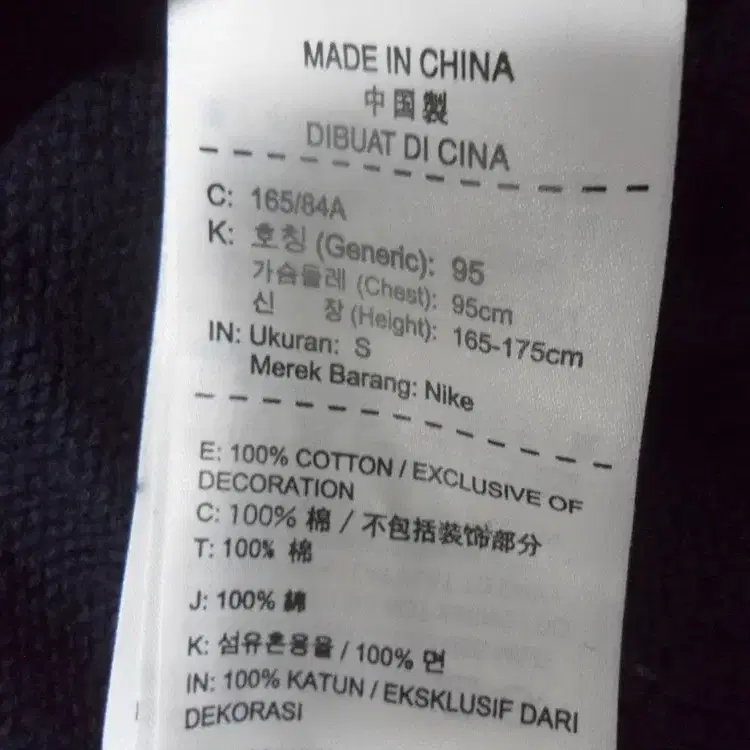 MADE IN CHINA
中国製
DIBUAT DI CINA
C: 165/84A
K: 호칭 (Generic): 95
가슴둘레 (Chest): 95cm
신 장 (Height): 165-175cm
IN: Ukuran: S
Merek Barang: Nike
E: 100% COTTON / EXCLUSIVE OF
DECORATION
C: 100% 棉 / 不包括装饰部分
T: 100% 棉
J: 100% 綿
K: 섬유혼용율 / 100% 면
IN: 100% KATUN / EKSKLUSIF DARI
DEKORASI